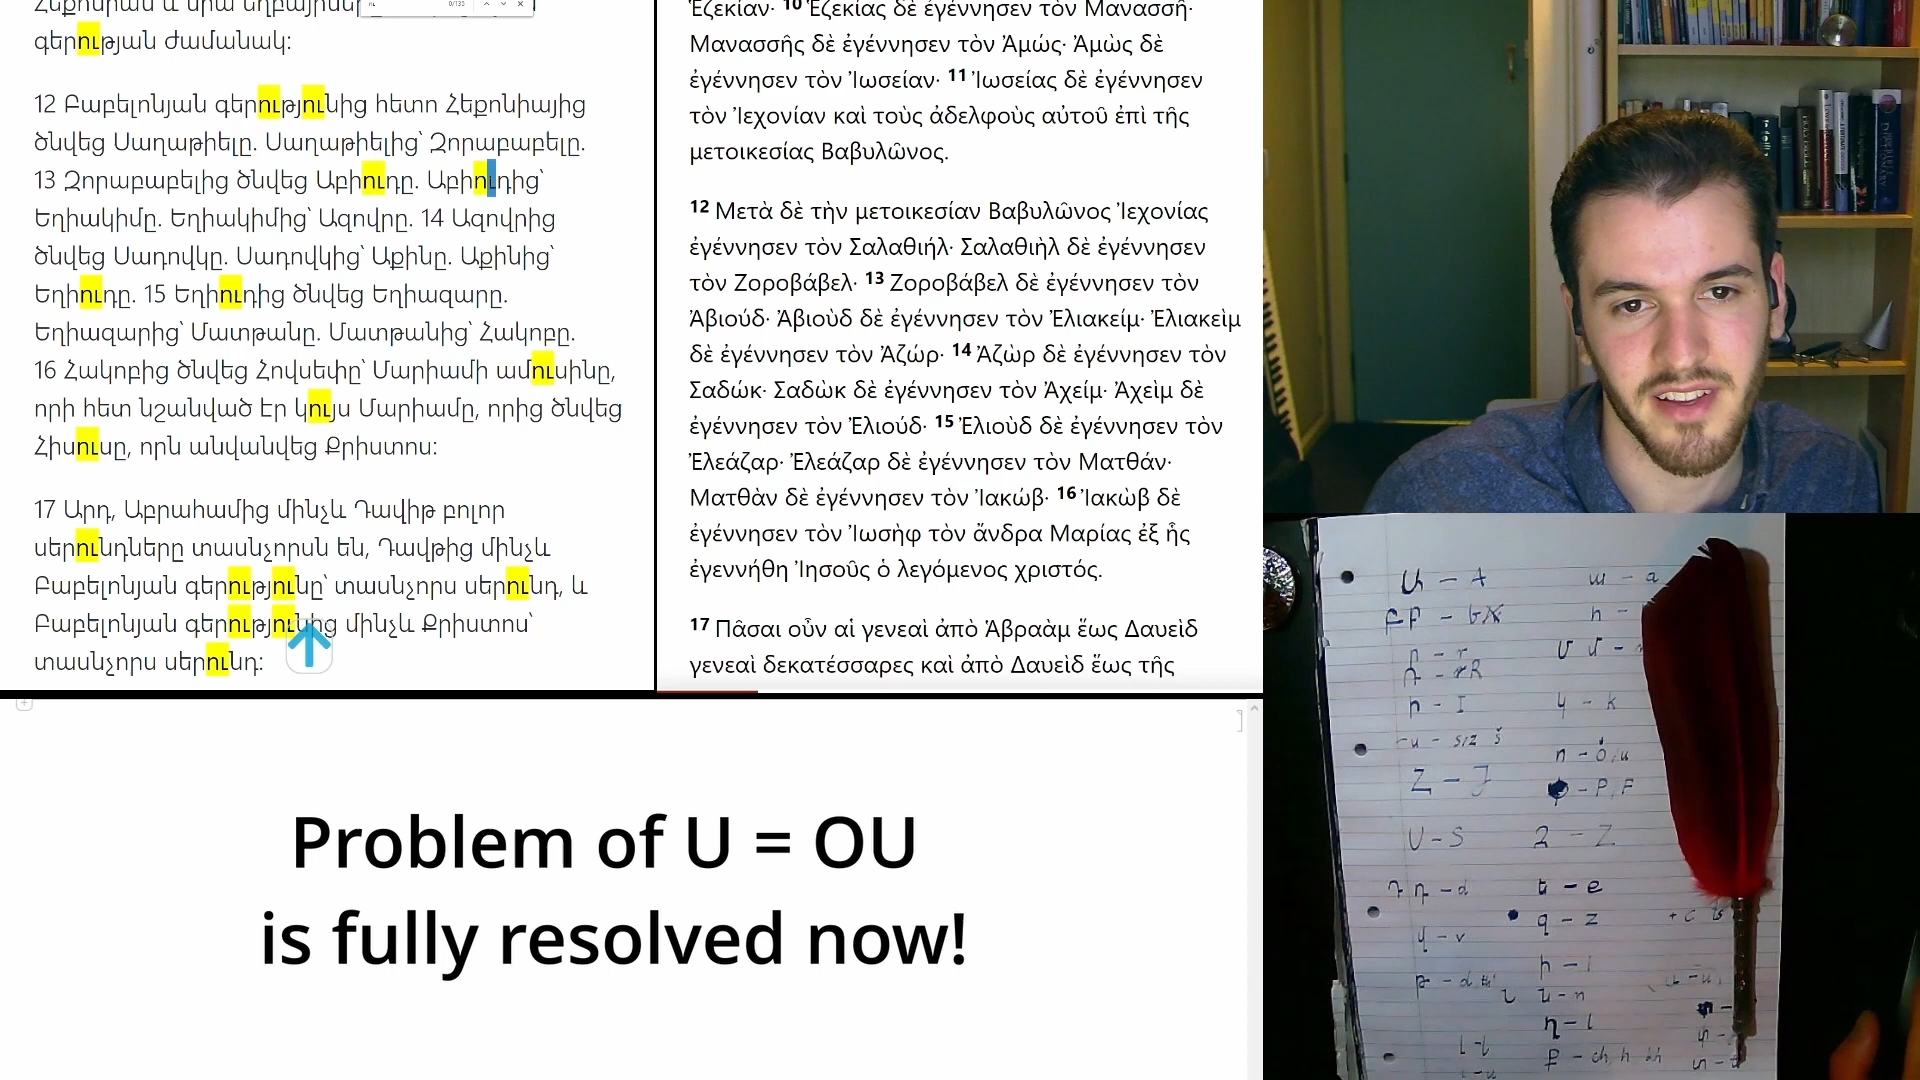 գերության ժամանակ:
12 Բաբելոնյան գերությունից հետո Հեքոնիայից
ծնվեց Սաղաթիելը. Սաղաթիելից՝ Զորաբաբելը.
13 Զորաբաբելից ծնվեց Աբիուդը. Աբիուդից՝
Եղիակիմը. Եղիակիմից՝ Ազովրը. 14 Ազովրից
ծնվեց Սադովկը. Սադովկից՝ Աքինը. Աքինից՝
Եղիուդը. 15 Եղիուդից ծնվեց Եղիազարը.
Եղիազարից՝ Մատթանը. Մատթանից՝ Հակոբը.
16 Հակոբից ծնվեց Հովսեփը՝ Մարիամի ամուսինը,
որի հետ նշանված էր կույս Մարիամը, որից ծնվեց
Հիսուսը, որն անվանվեց Քրիստոս:
17 Արդ, Աբրահամից մինչև Դավիթ բոլոր
սերունդները տասնչորսն են, Դավթից մինչև
Բաբելոնյան գերությունը՝ տասնչորս սերունդ, և
Բաբելոնյան գերությունից մինչև Քրիստոս՝
տասնչորս սերունդ:
Ἑζεκίαν· 10 Ἑζεκίας δὲ ἐγέννησεν τὸν Μανασσῆ·
Μανασσῆς δὲ ἐγέννησεν τὸν Ἀμώς· Ἀμὼς δὲ
ἐγέννησεν τὸν Ἰωσείαν· 11 Ἰωσείας δὲ ἐγέννησεν
τὸν Ἰεχονίαν καὶ τοὺς ἀδελφοὺς αὐτοῦ ἐπὶ τῆς
μετοικεσίας Βαβυλῶνος.
12 Μετὰ δὲ τὴν μετοικεσίαν Βαβυλῶνος Ἰεχονίας
ἐγέννησεν τὸν Σαλαθιήλ· Σαλαθιὴλ δὲ ἐγέννησεν
τὸν Ζοροβάβελ· 13 Ζοροβάβελ δὲ ἐγέννησεν τὸν
Ἀβιούδ· Ἀβιοὺδ δὲ ἐγέννησεν τὸν Ἐλιακείμ· Ἐλιακεὶμ
δὲ ἐγέννησεν τὸν Ἀζώρ· 14 Ἀζὼρ δὲ ἐγέννησεν τὸν
Σαδώκ· Σαδὼκ δὲ ἐγέννησεν τὸν Ἀχείμ· Ἀχεὶμ δὲ
ἐγέννησεν τὸν Ἐλιούδ· 15 Ἐλιοὺδ δὲ ἐγέννησεν τὸν
Ἐλεάζαρ· Ἐλεάζαρ δὲ ἐγέννησεν τὸν Ματθάν·
Ματθὰν δὲ ἐγέννησεν τὸν Ἰακώβ· 16 Ἰακὼβ δὲ
ἐγέννησεν τὸν Ἰωσὴφ τὸν ἄνδρα Μαρίας ἐξ ἧς
ἐγεννήθη Ἰησοῦς ὁ λεγόμενος χριστός.
17 Πᾶσαι οὖν αἱ γενεαὶ ἀπὸ Ἀβραὰμ ἕως Δαυεὶδ
γενεαὶ δεκατέσσαρες καὶ ἀπὸ Δαυεὶδ ἕως τῆς
Problem of U = OU
is fully resolved now!
Ա - A
ա - a
կ - k
Ս - S
Զ - Z
Դ դ - d
ե - e
զ - z
վ - v
ի - i
ն - n
ղ - l